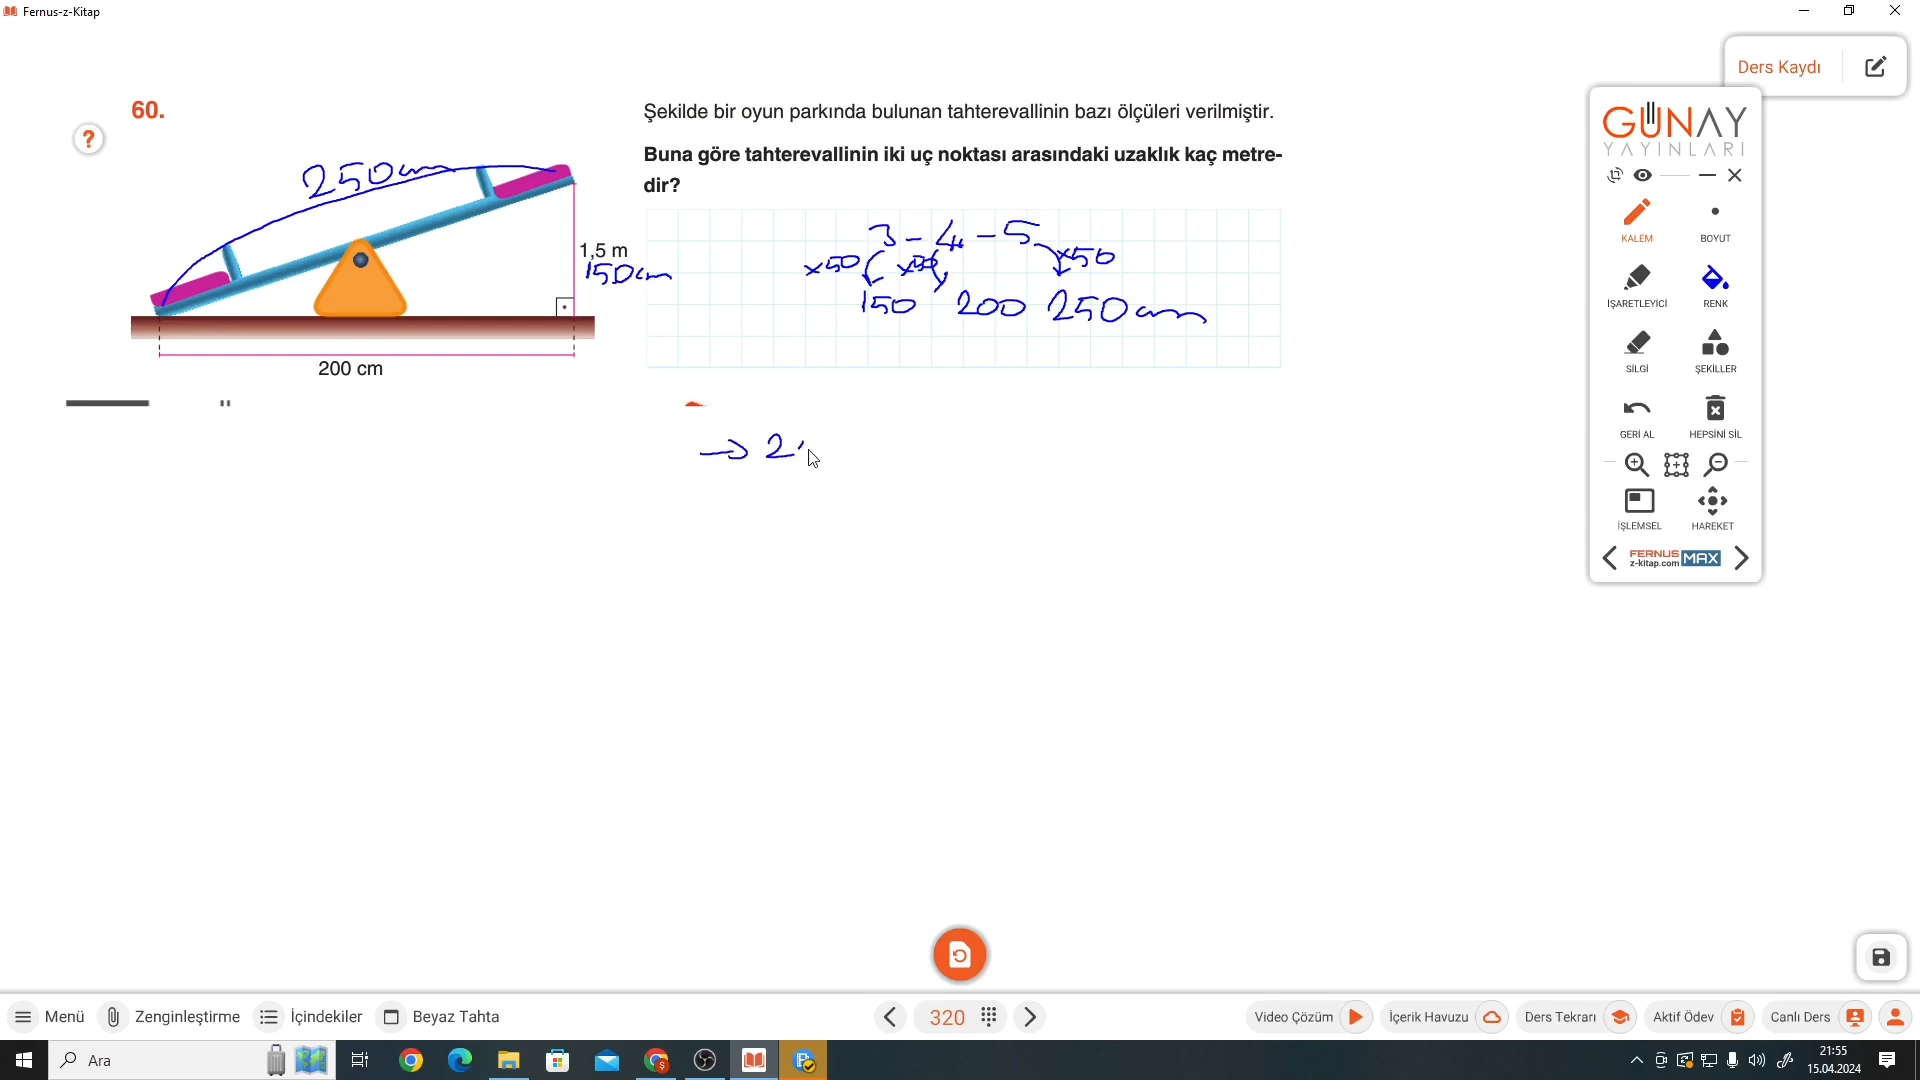 Fernus-z-Kitap
Ders Kaydı
60.
?
250cm
1,5 m
150cm
200 cm
Şekilde bir oyun parkında bulunan tahterevallinin bazı ölçüleri verilmiştir.
Buna göre tahterevallinin iki uç noktası arasındaki uzaklık kaç metre-
dir?
3 - 4 - 5
x50 x50 x50
150 200 250cm
→ 2
GÜNAY
YAYINLARI
KALEM BOYUT
İŞARETLEYİCİ RENK
SİLGİ ŞEKİLLER
GERİ AL HEPSİNİ SİL
İŞLEMSEL HAREKET
FERNUS MAX
z-kitap.com
Menü Zenginleştirme İçindekiler Beyaz Tahta 320 Video Çözüm İçerik Havuzu Ders Tekrarı Aktif Ödev Canlı Ders
Ara
21:55
15.04.2024